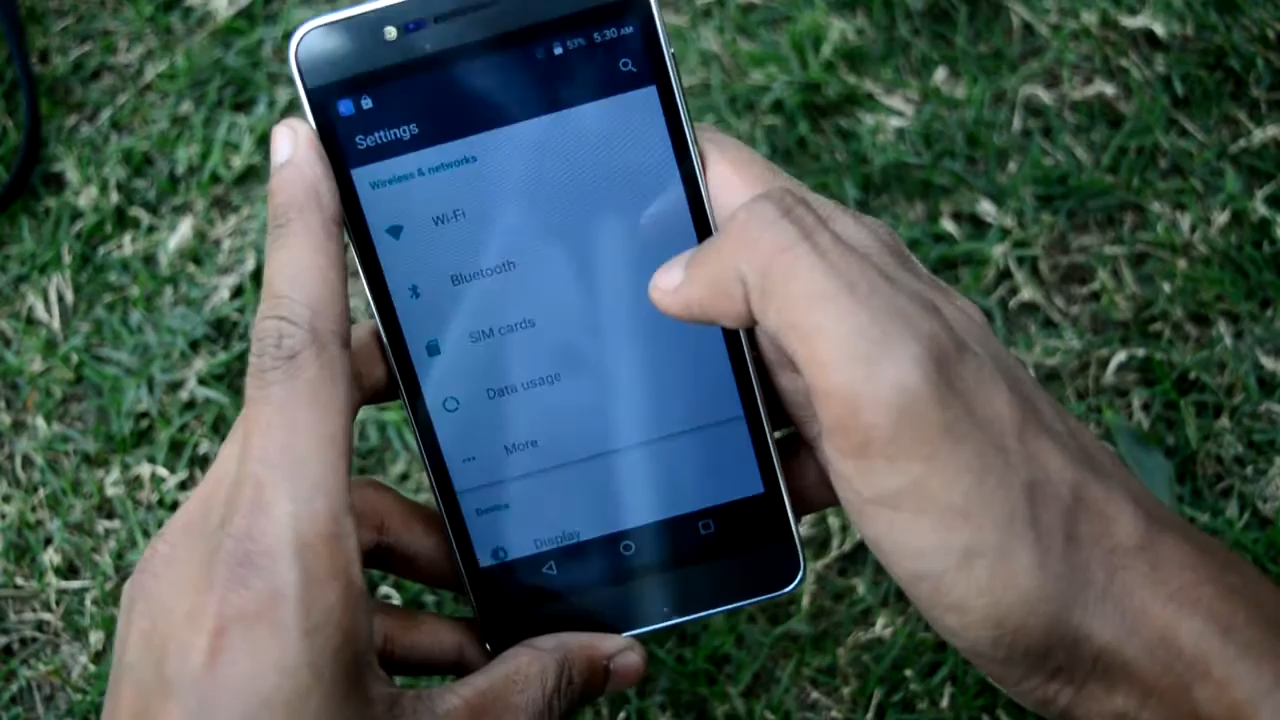 53% 5:30 AM
Settings
Wireless & networks
Wi-Fi
Bluetooth
SIM cards
Data usage
More
Device
Display